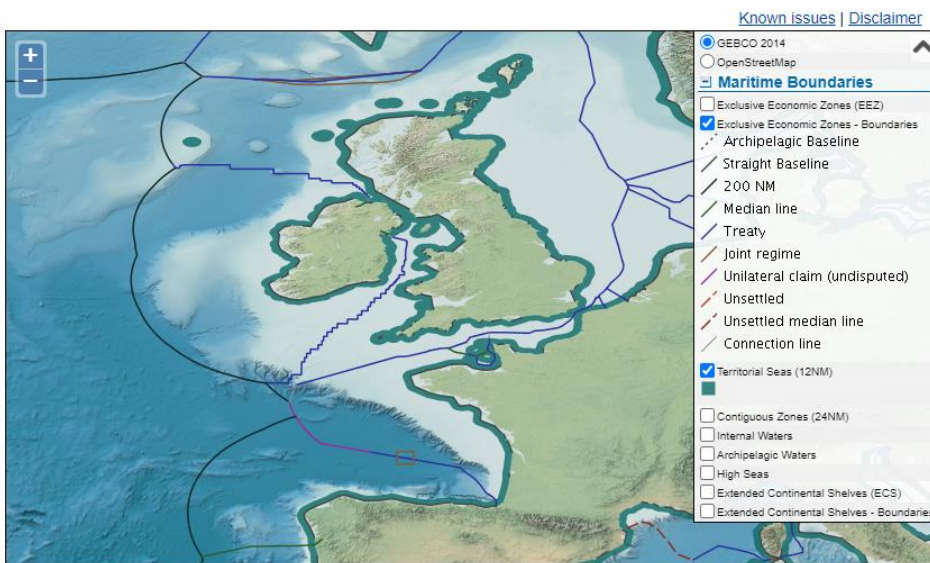 Known issues | Disclaimer
+
−
GEBCO 2014
OpenStreetMap
Maritime Boundaries
Exclusive Economic Zones (EEZ)
Exclusive Economic Zones - Boundaries
Archipelagic Baseline
Straight Baseline
200 NM
Median line
Treaty
Joint regime
Unilateral claim (undisputed)
Unsettled
Unsettled median line
Connection line
Territorial Seas (12NM)
Contiguous Zones (24NM)
Internal Waters
Archipelagic Waters
High Seas
Extended Continental Shelves (ECS)
Extended Continental Shelves - Boundaries